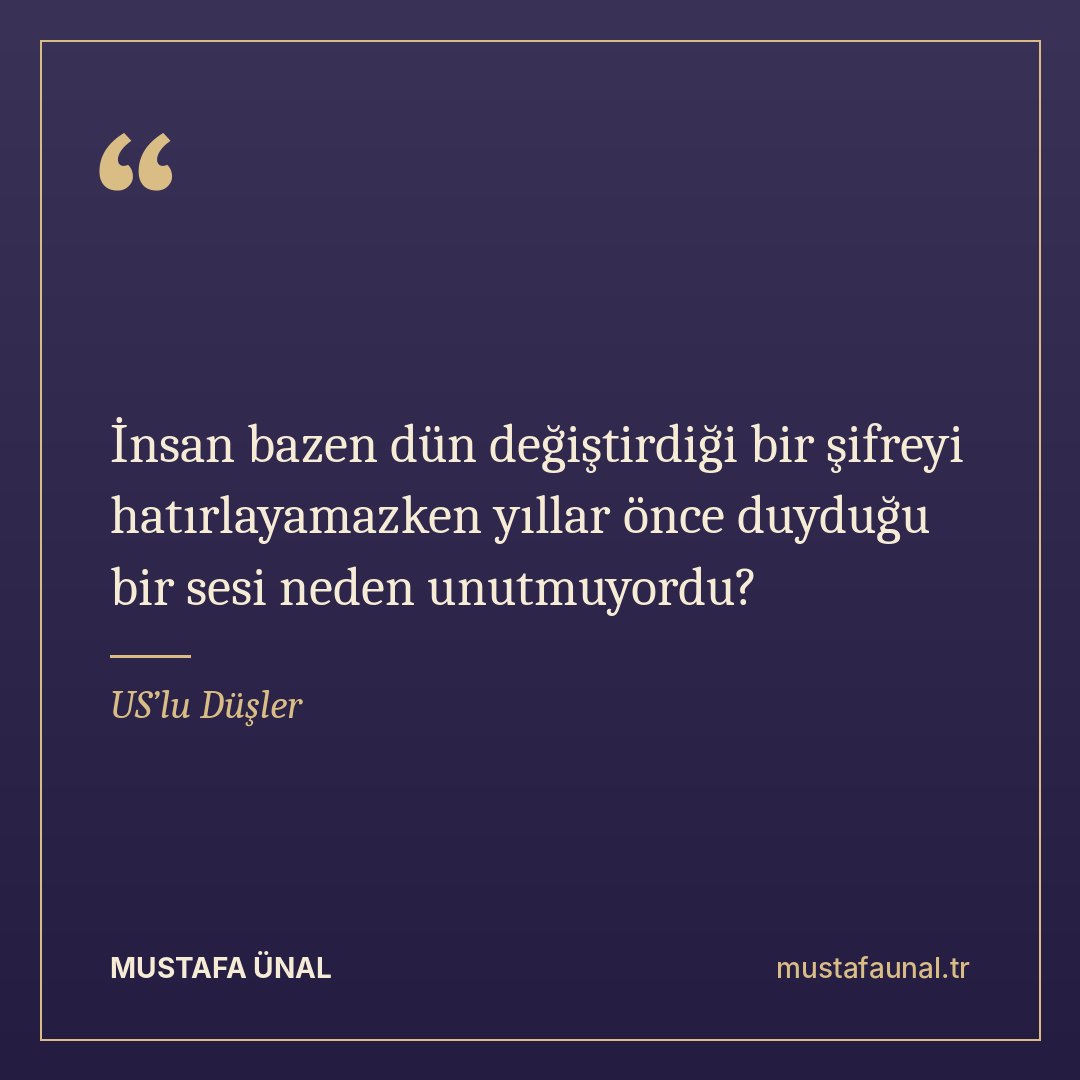 “
İnsan bazen dün değiştirdiği bir şifreyi
hatırlayamazken yıllar önce duyduğu
bir sesi neden unutmuyordu?
US’lu Düşler
MUSTAFA ÜNAL
mustafaunal.tr